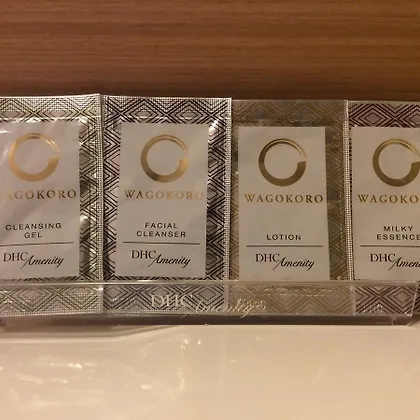 WAGOKORO
CLEANSING
GEL
DHC Amenity
WAGOKORO
FACIAL
CLEANSER
DHC Amenity
WAGOKORO
LOTION
DHC Amenity
WAGOKORO
MILKY
ESSENCE
DHC Amenity
DHC Amenity